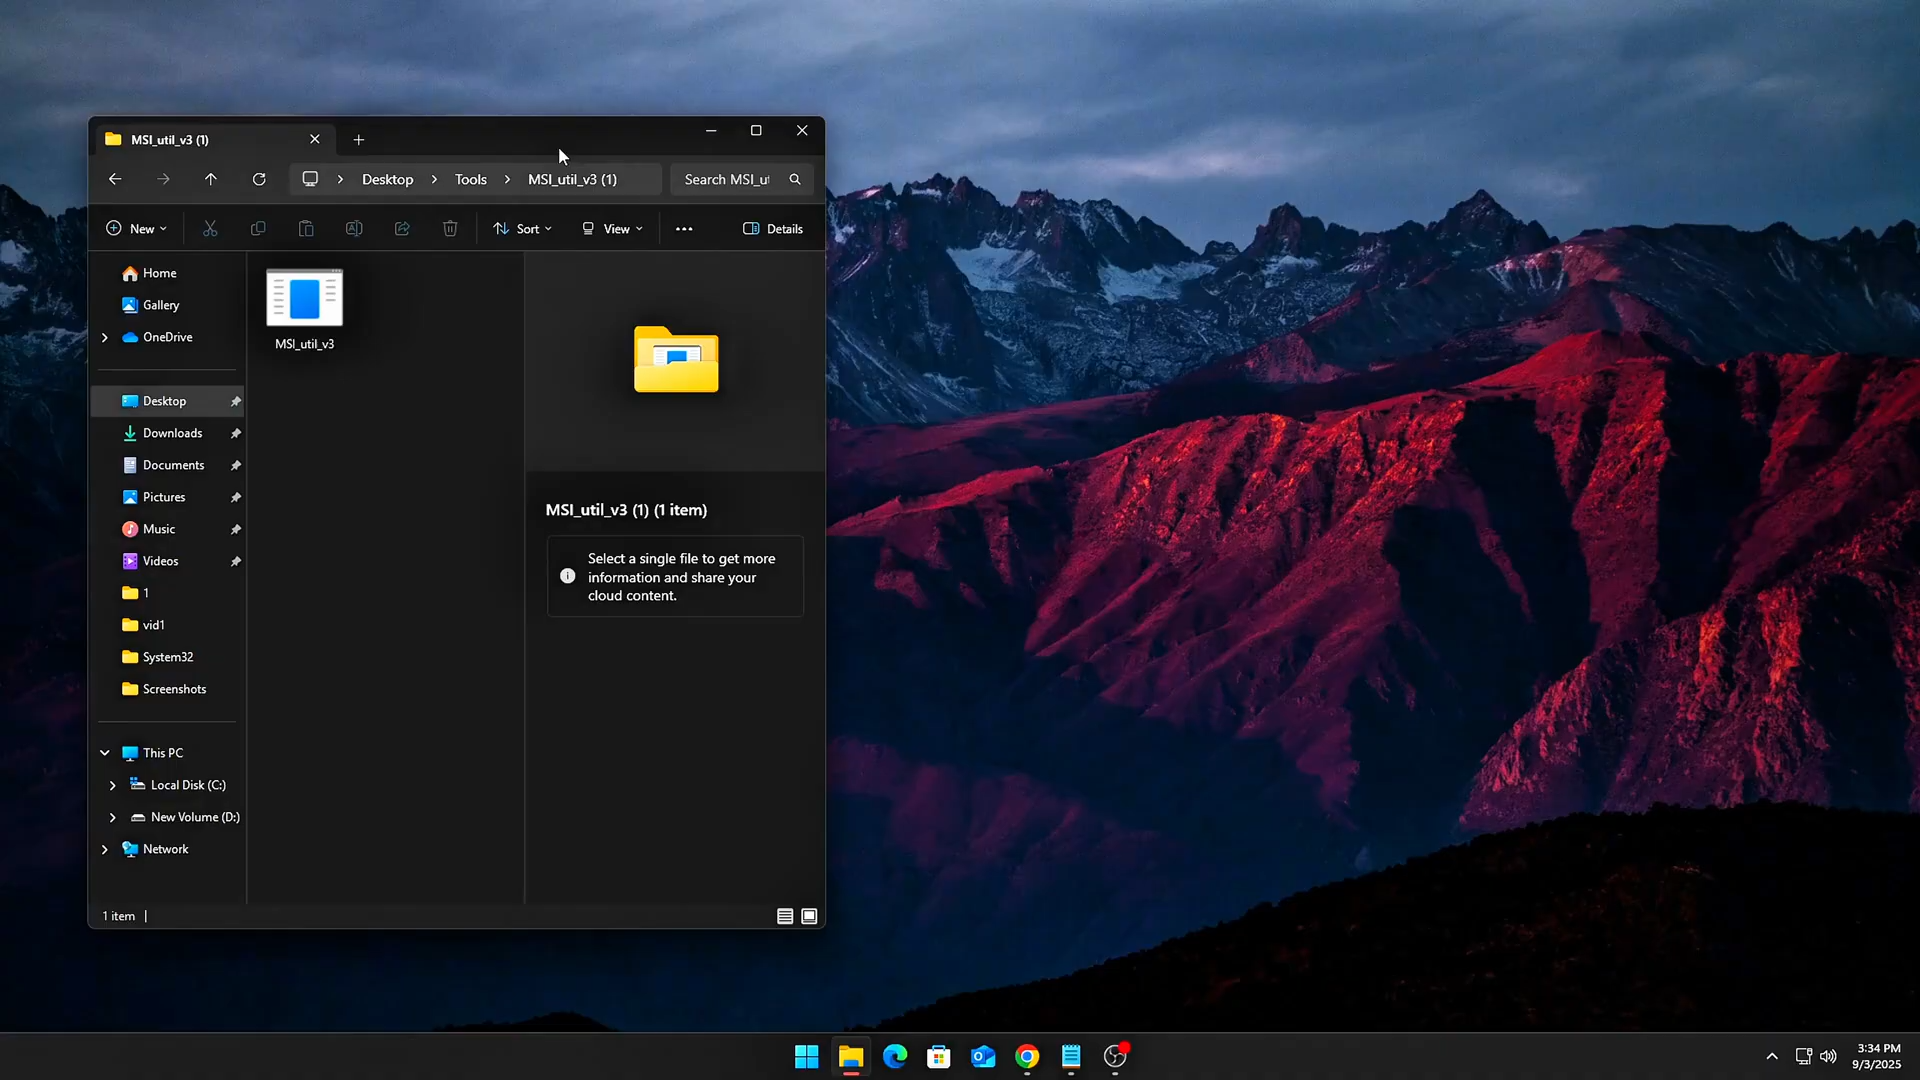 MSI_util_v3 (1)
Desktop
Tools
MSI_util_v3 (1)
Search MSI_ut
New
Sort
View
Details
Home
Gallery
OneDrive
Desktop
Downloads
Documents
Pictures
Music
Videos
1
vid1
System32
Screenshots
This PC
Local Disk (C:)
New Volume (D:)
Network
MSI_util_v3
MSI_util_v3 (1) (1 item)
Select a single file to get more
information and share your
cloud content.
1 item
3:34 PM
9/3/2025